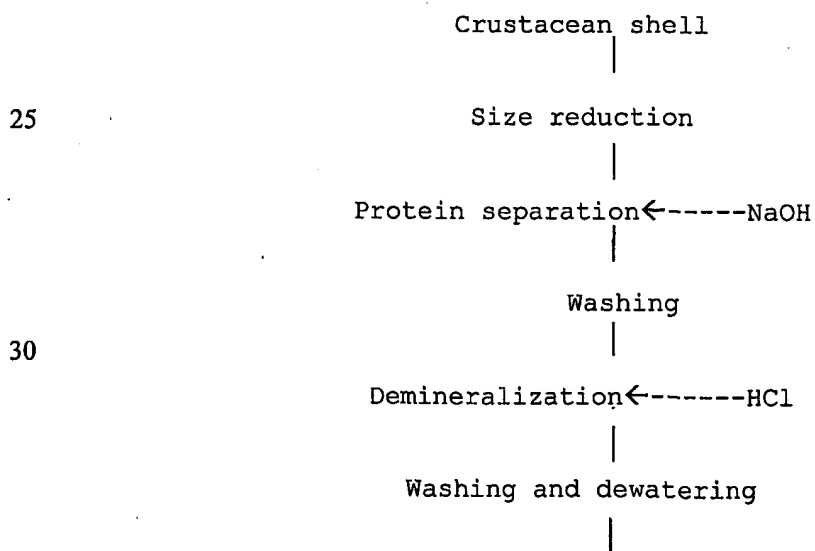 Crustacean shell
25 Size reduction
Protein separation<------NaOH
Washing
30
Demineralization<-------HCl
Washing and dewatering